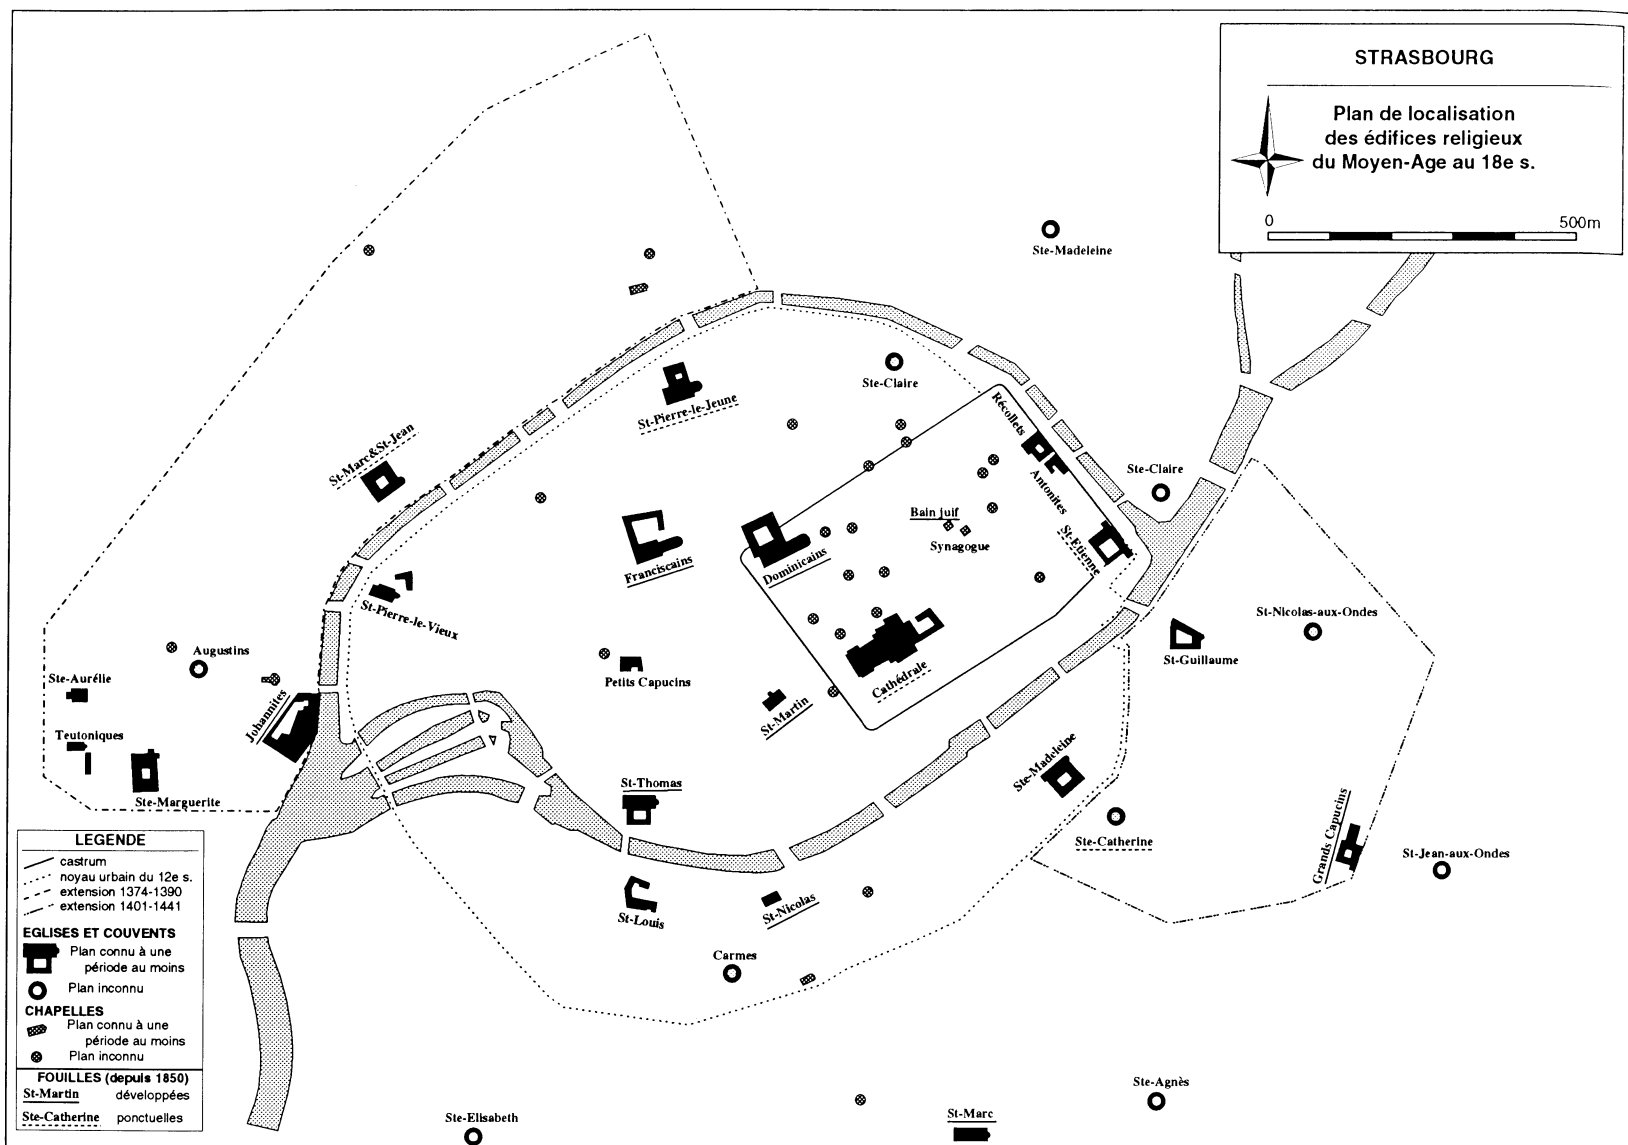 STRASBOURG
Plan de localisation
des édifices religieux
du Moyen-Age au 18e s.
0 500m
Ste-Madeleine
Ste-Claire
St-Pierre-le-Jeune
St-Marc&St-Jean
Récollets
Antonites
Ste-Claire
Bain juif
Synagogue
St-Etienne
Franciscains
Dominicains
St-Pierre-le-Vieux
St-Nicolas-aux-Ondes
St-Guillaume
Augustins
Ste-Aurélie
Petits Capucins
Cathédrale
Johannites
St-Martin
Teutoniques
Ste-Madeleine
St-Thomas
Ste-Marguerite
Ste-Catherine
Grands Capucins
St-Jean-aux-Ondes
St-Louis
St-Nicolas
Carmes
Ste-Agnès
Ste-Elisabeth
St-Marc
LEGENDE
castrum
noyau urbain du 12e s.
extension 1374-1390
extension 1401-1441
EGLISES ET COUVENTS
Plan connu à une
période au moins
Plan inconnu
CHAPELLES
Plan connu à une
période au moins
Plan inconnu
FOUILLES (depuis 1850)
St-Martin développées
Ste-Catherine ponctuelles